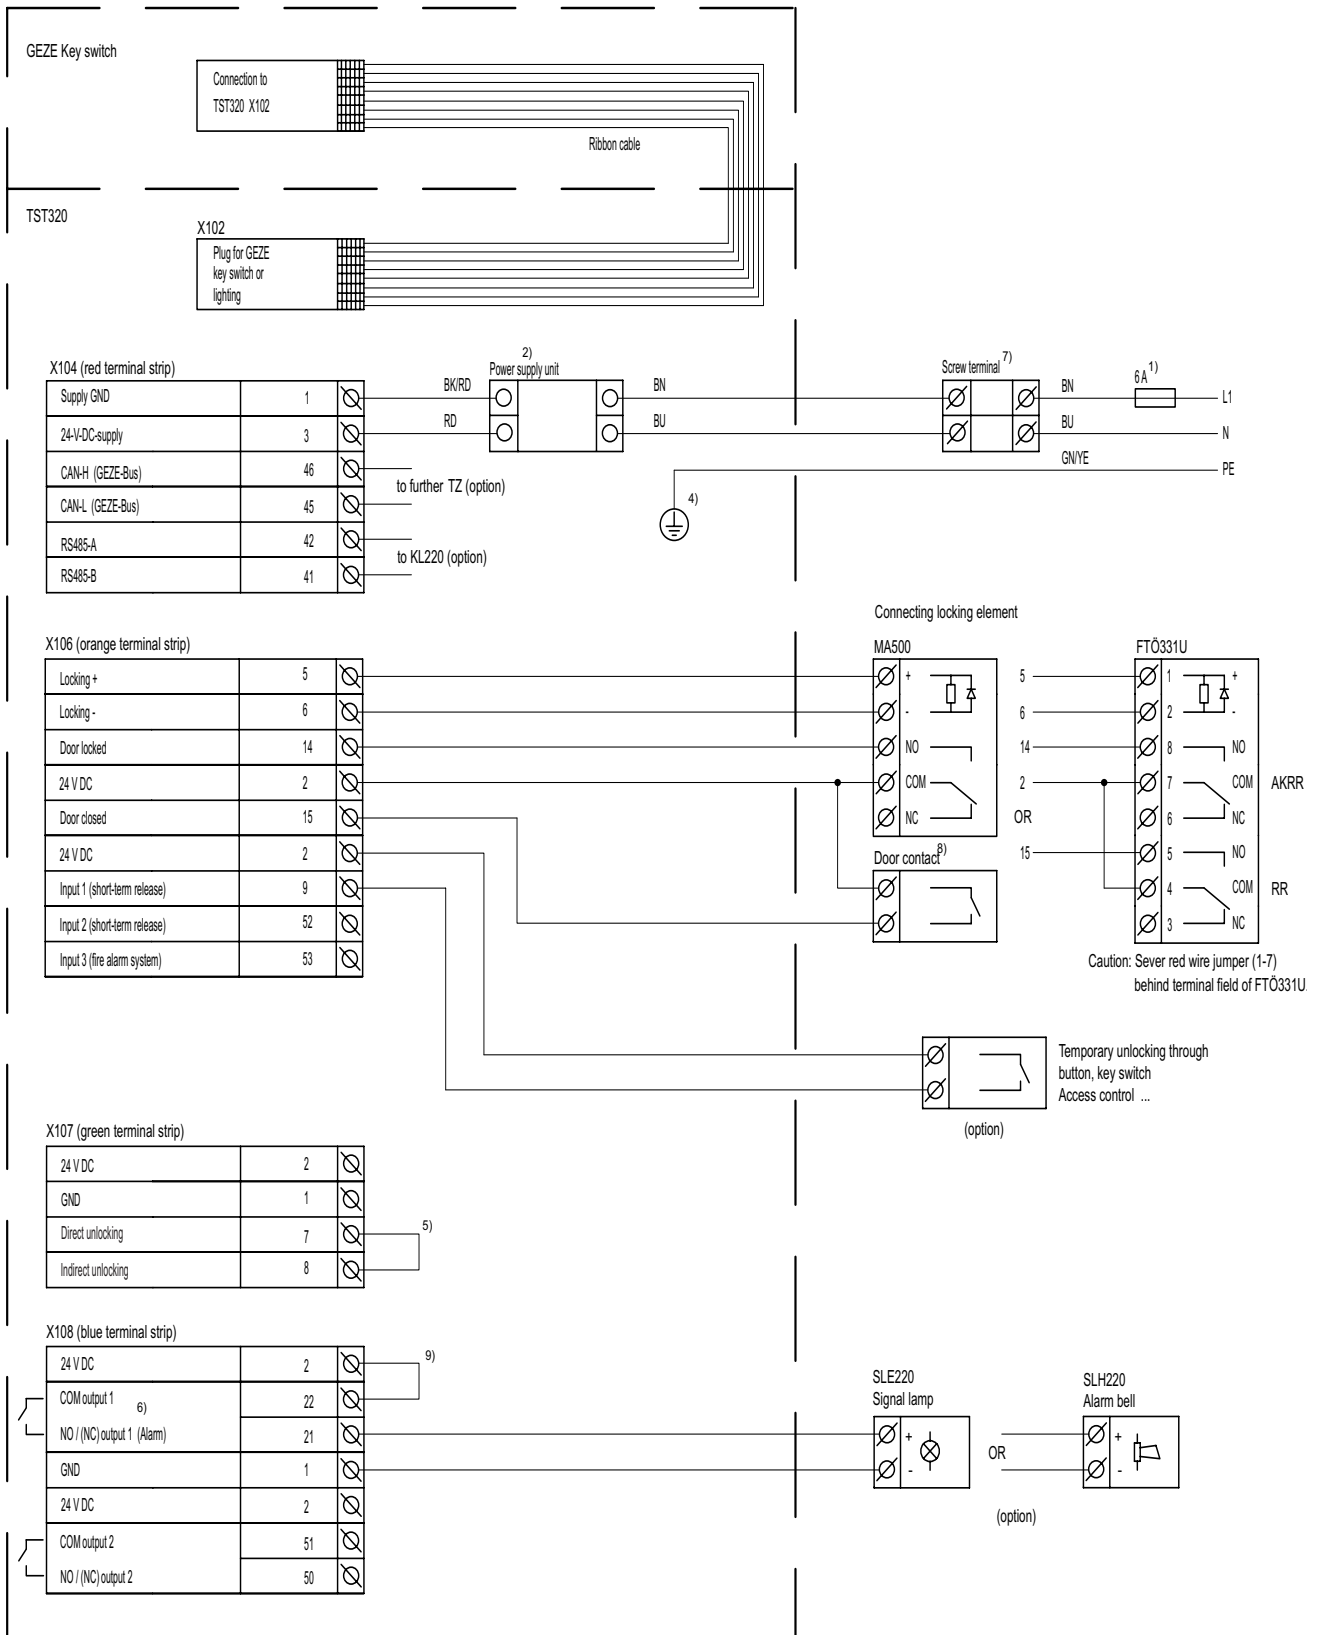 GEZE Key switch
Connection to
TST320 X102
Ribbon cable
TST320
X102
Plug for GEZE
key switch or
lighting
X104 (red terminal strip)
Supply GND 1
24-V-DC-supply 3
CAN-H (GEZE-Bus) 46
CAN-L (GEZE-Bus) 45
RS485-A 42
RS485-B 41
BK/RD
RD
2)
Power supply unit
BN
BU
Screw terminal 7)
BN
BU
GN/YE
6 A 1)
L1
N
PE
to further TZ (option)
4)
to KL220 (option)
Connecting locking element
X106 (orange terminal strip)
Locking + 5
Locking - 6
Door locked 14
24 V DC 2
Door closed 15
24 V DC 2
Input 1 (short-term release) 9
Input 2 (short-term release) 52
Input 3 (fire alarm system) 53
MA500
+
-
NO
COM
NC
5
6
14
2
OR
15
Door contact 8)
FTÖ331U
1 +
2 -
8 NO
7 COM AKRR
6 NC
5 NO
4 COM RR
3 NC
Caution: Sever red wire jumper (1-7)
behind terminal field of FTÖ331U.
Temporary unlocking through
button, key switch
Access control ...
(option)
X107 (green terminal strip)
24 V DC 2
GND 1
Direct unlocking 7
Indirect unlocking 8
5)
X108 (blue terminal strip)
24 V DC 2
COM output 1 22
6)
NO / (NC) output 1 (Alarm) 21
GND 1
24 V DC 2
COM output 2 51
NO / (NC) output 2 50
9)
SLE220
Signal lamp
+
-
OR
SLH220
Alarm bell
+
-
(option)